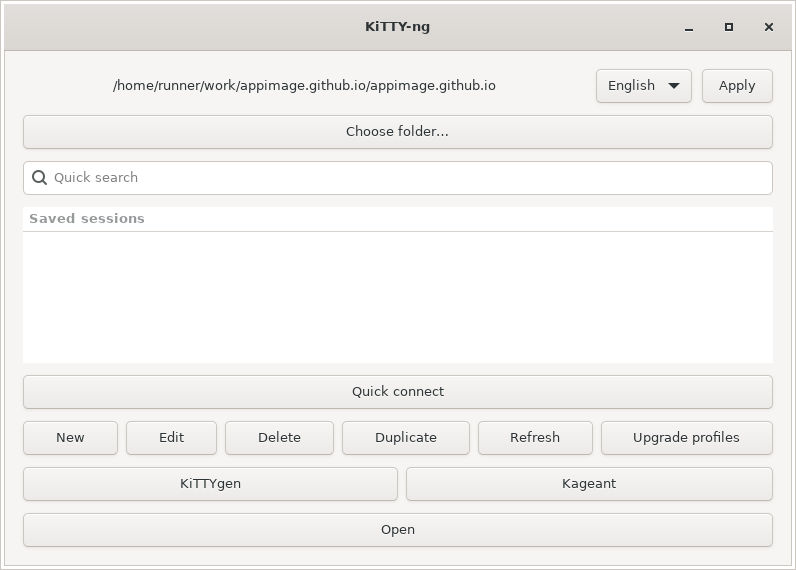 KiTTY-ng
/home/runner/work/appimage.github.io/appimage.github.io English Apply
Choose folder...
Quick search
Saved sessions
Quick connect
New Edit Delete Duplicate Refresh Upgrade profiles
KiTTYgen Kageant
Open